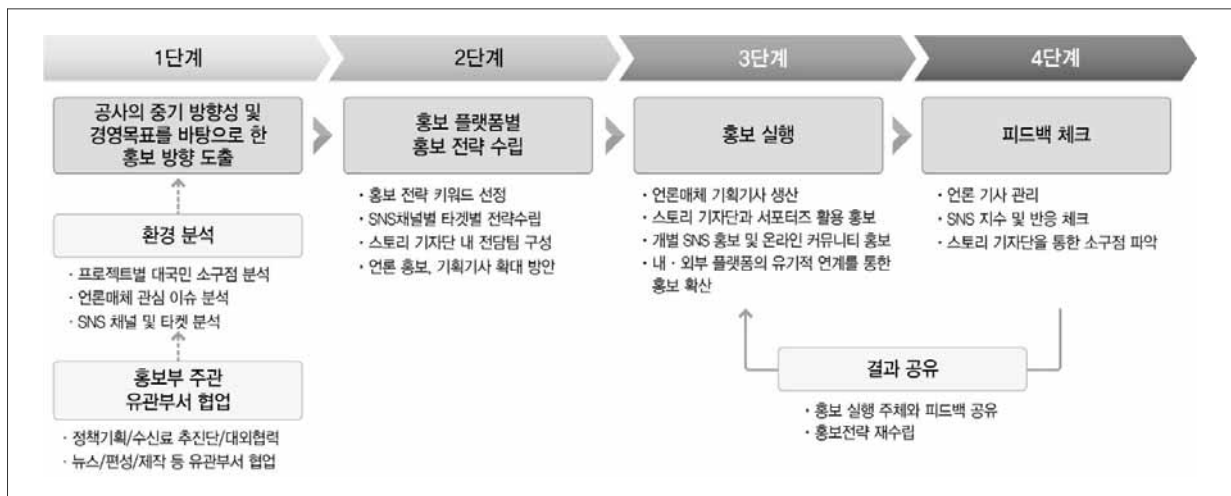 1단계
2단계
3단계
4단계
공사의 중기 방향성 및
경영목표를 바탕으로 한
홍보 방향 도출
환경 분석
· 프로젝트별 대국민 소구점 분석
· 언론매체 관심 이슈 분석
· SNS 채널 및 타켓 분석
홍보부 주관
유관부서 협업
· 정책기획/수신료 추진단/대외협력
· 뉴스/편성/제작 등 유관부서 협업
홍보 플랫폼별
홍보 전략 수립
· 홍보 전략 키워드 선정
· SNS채널별 타겟별 전략수립
· 스토리 기자단 내 전담팀 구성
· 언론 홍보, 기획기사 확대 방안
홍보 실행
· 언론매체 기획기사 생산
· 스토리 기자단과 서포터즈 활용 홍보
· 개별 SNS 홍보 및 온라인 커뮤니티 홍보
· 내 · 외부 플랫폼의 유기적 연계를 통한
홍보 확산
피드백 체크
· 언론 기사 관리
· SNS 지수 및 반응 체크
· 스토리 기자단을 통한 소구점 파악
결과 공유
· 홍보 실행 주체와 피드백 공유
· 홍보전략 재수립